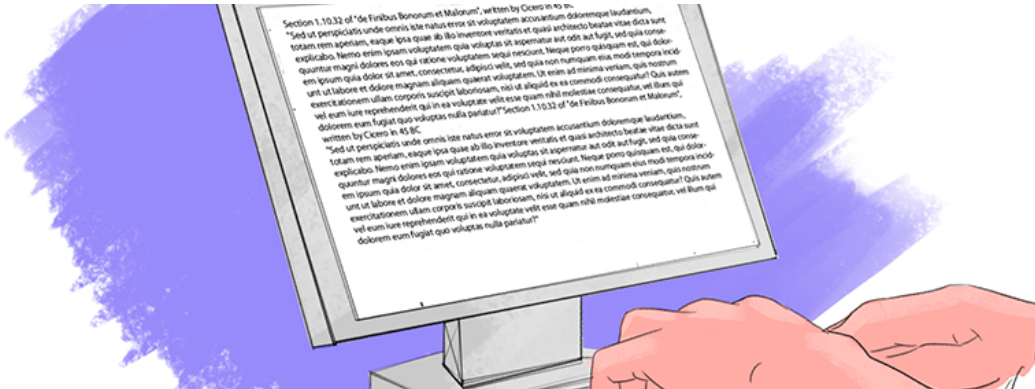 Section 1.10.32 of "de Finibus Bonorum et Malorum", written by Cicero in 45 BC
"Sed ut perspiciatis unde omnis iste natus error sit voluptatem accusantium doloremque laudantium,
totam rem aperiam, eaque ipsa quae ab illo inventore veritatis et quasi architecto beatae vitae dicta sunt
explicabo. Nemo enim ipsam voluptatem quia voluptas sit aspernatur aut odit aut fugit, sed quia conse-
quuntur magni dolores eos qui ratione voluptatem sequi nesciunt. Neque porro quisquam est, qui dolor-
em ipsum quia dolor sit amet, consectetur, adipisci velit, sed quia non numquam eius modi tempora incid-
unt ut labore et dolore magnam aliquam quaerat voluptatem. Ut enim ad minima veniam, quis nostrum
exercitationem ullam corporis suscipit laboriosam, nisi ut aliquid ex ea commodi consequatur? Quis autem
vel eum iure reprehenderit qui in ea voluptate velit esse quam nihil molestiae consequatur, vel illum qui
dolorem eum fugiat quo voluptas nulla pariatur?"Section 1.10.32 of "de Finibus Bonorum et Malorum",
written by Cicero in 45 BC
"Sed ut perspiciatis unde omnis iste natus error sit voluptatem accusantium doloremque laudantium,
totam rem aperiam, eaque ipsa quae ab illo inventore veritatis et quasi architecto beatae vitae dicta sunt
explicabo. Nemo enim ipsam voluptatem quia voluptas sit aspernatur aut odit aut fugit, sed quia conse-
quuntur magni dolores eos qui ratione voluptatem sequi nesciunt. Neque porro quisquam est, qui dolor-
em ipsum quia dolor sit amet, consectetur, adipisci velit, sed quia non numquam eius modi tempora incid-
unt ut labore et dolore magnam aliquam quaerat voluptatem. Ut enim ad minima veniam, quis nostrum
exercitationem ullam corporis suscipit laboriosam, nisi ut aliquid ex ea commodi consequatur? Quis autem
vel eum iure reprehenderit qui in ea voluptate velit esse quam nihil molestiae consequatur, vel illum qui
dolorem eum fugiat quo voluptas nulla pariatur?"